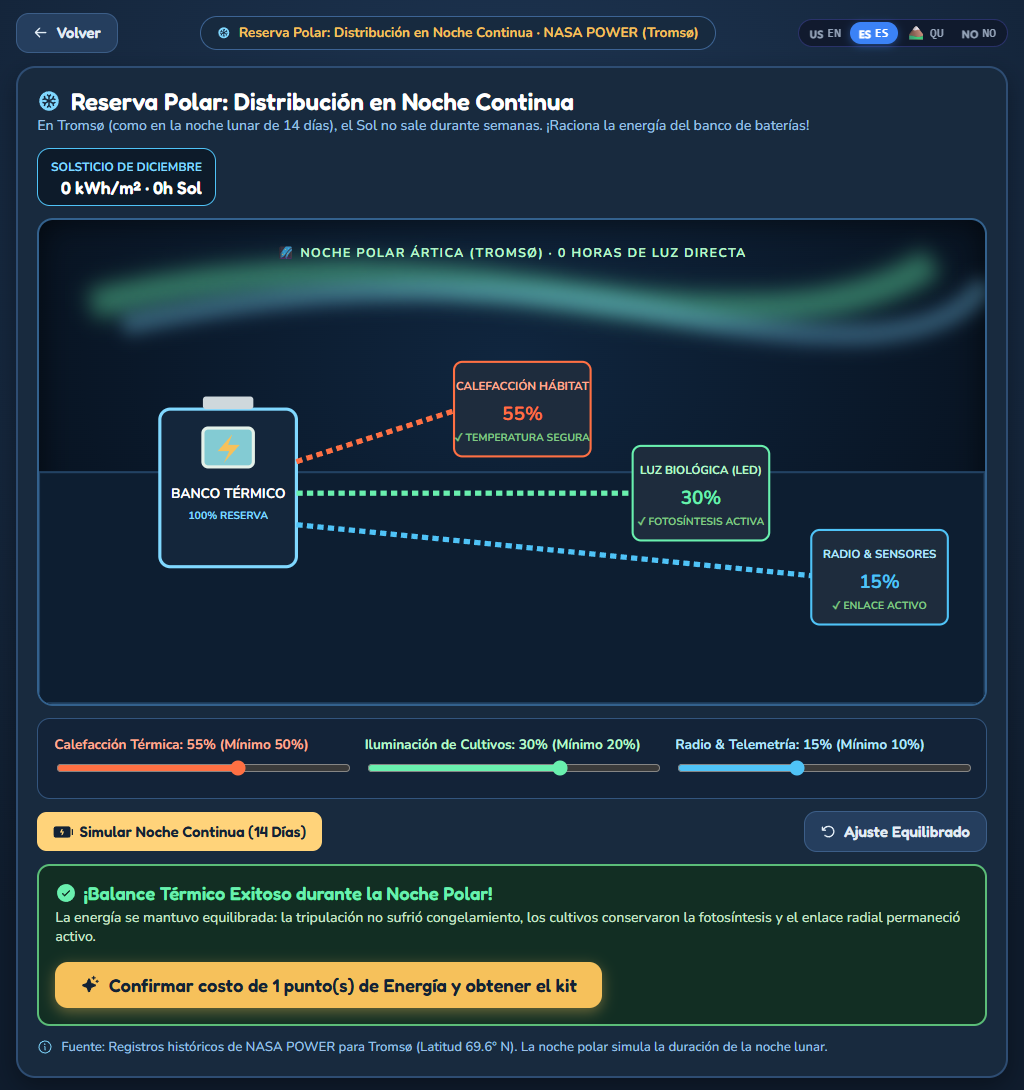 ← Volver
Reserva Polar: Distribución en Noche Continua · NASA POWER (Tromsø)
US EN
ES ES
QU
NO NO
Reserva Polar: Distribución en Noche Continua
En Tromsø (como en la noche lunar de 14 días), el Sol no sale durante semanas. ¡Raciona la energía del banco de baterías!
SOLSTICIO DE DICIEMBRE
0 kWh/m² · 0h Sol
NOCHE POLAR ÁRTICA (TROMSØ) · 0 HORAS DE LUZ DIRECTA
CALEFACCIÓN HÁBITAT
55%
✓ TEMPERATURA SEGURA
BANCO TÉRMICO
100% RESERVA
LUZ BIOLÓGICA (LED)
30%
✓ FOTOSÍNTESIS ACTIVA
RADIO & SENSORES
15%
✓ ENLACE ACTIVO
Calefacción Térmica: 55% (Mínimo 50%)
Iluminación de Cultivos: 30% (Mínimo 20%)
Radio & Telemetría: 15% (Mínimo 10%)
Simular Noche Continua (14 Días)
Ajuste Equilibrado
¡Balance Térmico Exitoso durante la Noche Polar!
La energía se mantuvo equilibrada: la tripulación no sufrió congelamiento, los cultivos conservaron la fotosíntesis y el enlace radial permaneció
activo.
Confirmar costo de 1 punto(s) de Energía y obtener el kit
Fuente: Registros históricos de NASA POWER para Tromsø (Latitud 69.6° N). La noche polar simula la duración de la noche lunar.